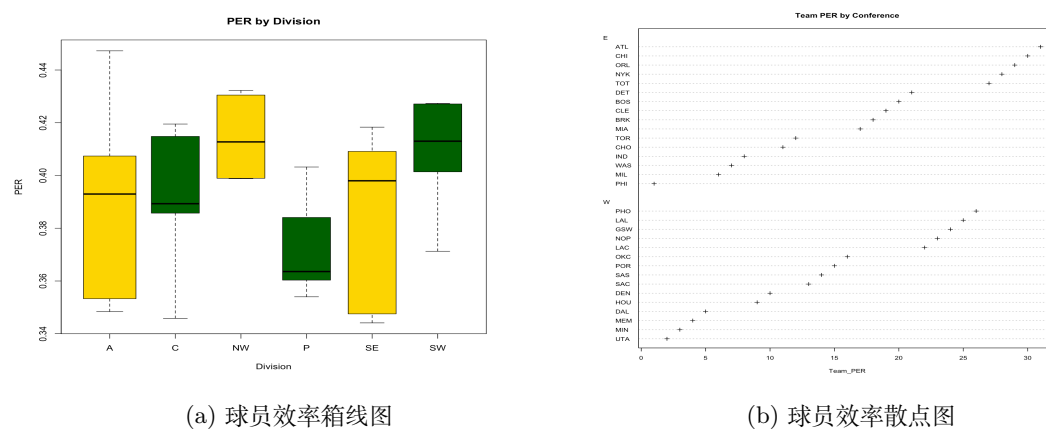 PER by Division
PER
0.34
0.36
0.38
0.40
0.42
0.44
A
C
NW
P
SE
SW
Division
(a) 球员效率箱线图
Team PER by Conference
E
ATL
CHI
ORL
NYK
TOT
DET
BOS
CLE
BRK
MIA
TOR
CHO
IND
WAS
MIL
PHI
W
PHO
LAL
GSW
NOP
LAC
OKC
POR
SAS
SAC
DEN
HOU
DAL
MEM
MIN
UTA
0 5 10 15 20 25 30
Team_PER
(b) 球员效率散点图